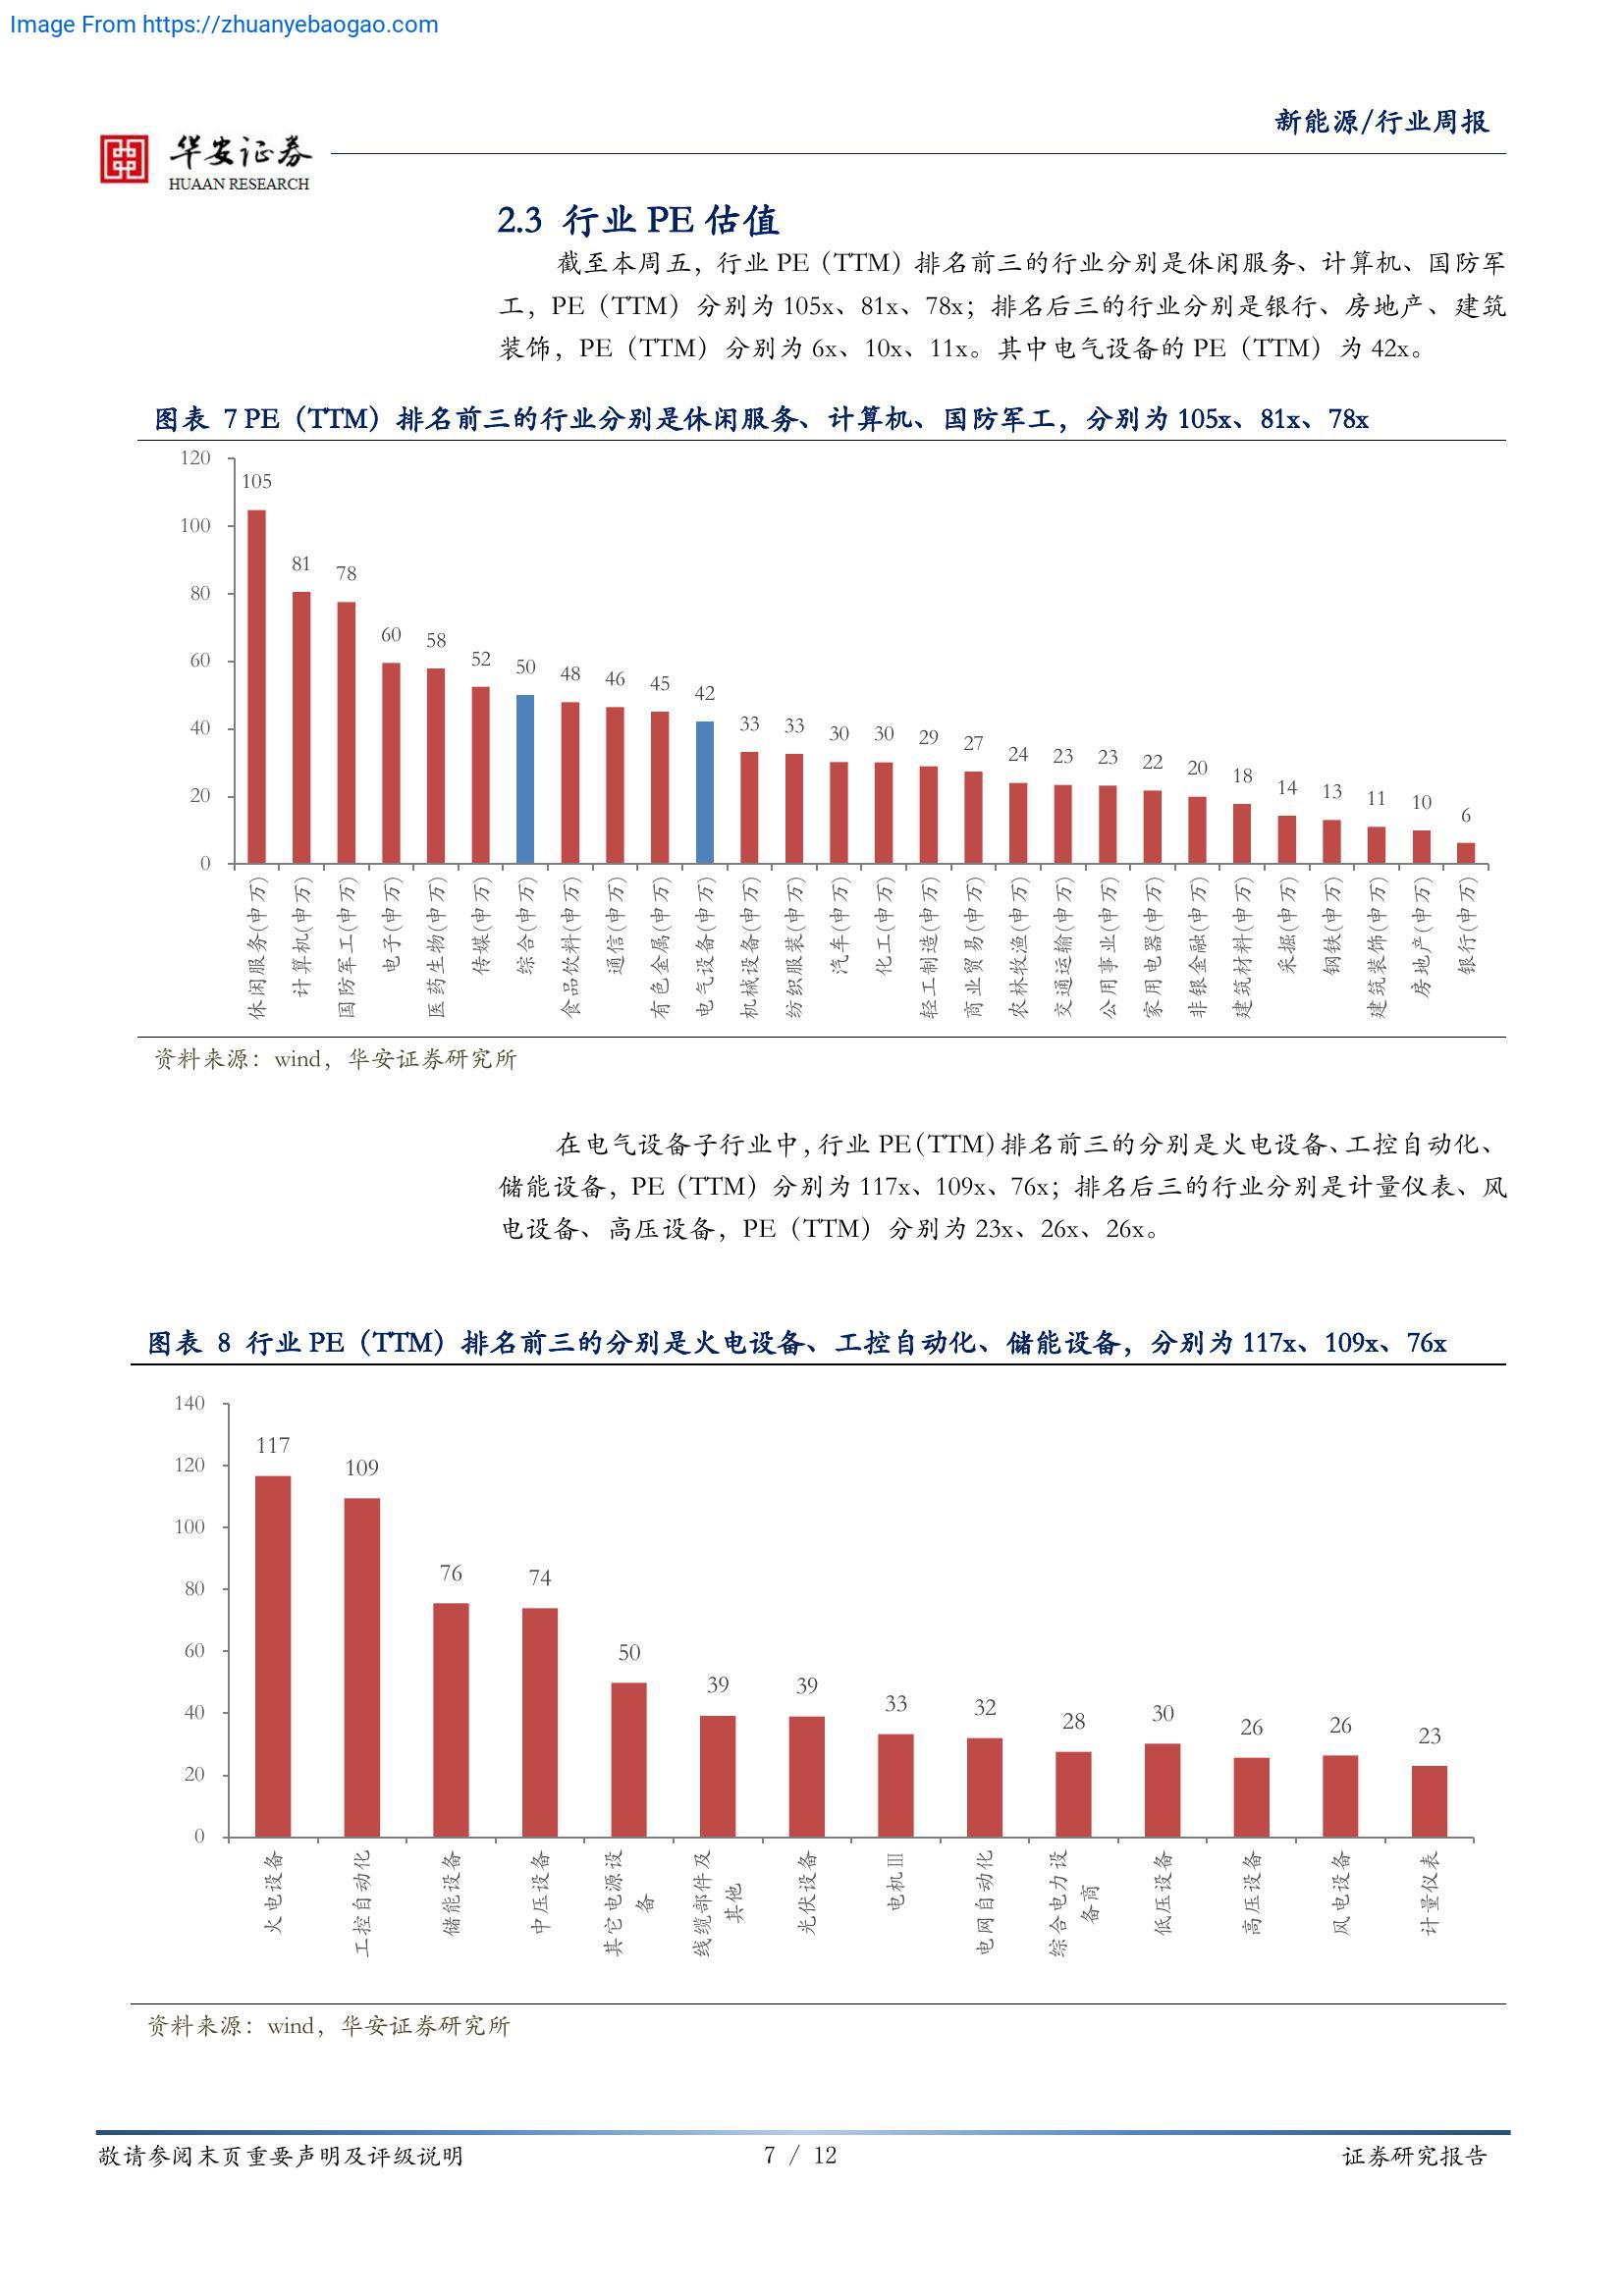 Image From https://zhuanyebaogao.com
新能源/行业周报
华安证券
HUAAN RESEARCH
2.3 行业 PE 估值
截至本周五，行业 PE（TTM）排名前三的行业分别是休闲服务、计算机、国防军
工，PE（TTM）分别为 105x、81x、78x；排名后三的行业分别是银行、房地产、建筑
装饰，PE（TTM）分别为 6x、10x、11x。其中电气设备的 PE（TTM）为 42x。
图表 7 PE（TTM）排名前三的行业分别是休闲服务、计算机、国防军工，分别为 105x、81x、78x
120
100
80
60
40
20
0
105
81
78
60
58
52
50
48
46
45
42
33
33
30
30
29
27
24
23
23
22
20
18
14
13
11
10
6
休闲服务(申万)
计算机(申万)
国防军工(申万)
电子(申万)
医药生物(申万)
传媒(申万)
综合(申万)
食品饮料(申万)
通信(申万)
有色金属(申万)
电气设备(申万)
机械设备(申万)
纺织服装(申万)
汽车(申万)
化工(申万)
轻工制造(申万)
商业贸易(申万)
农林牧渔(申万)
交通运输(申万)
公用事业(申万)
家用电器(申万)
非银金融(申万)
建筑材料(申万)
采掘(申万)
钢铁(申万)
建筑装饰(申万)
房地产(申万)
银行(申万)
资料来源：wind，华安证券研究所
在电气设备子行业中，行业 PE（TTM）排名前三的分别是火电设备、工控自动化、
储能设备，PE（TTM）分别为 117x、109x、76x；排名后三的行业分别是计量仪表、风
电设备、高压设备，PE（TTM）分别为 23x、26x、26x。
图表 8 行业 PE（TTM）排名前三的分别是火电设备、工控自动化、储能设备，分别为 117x、109x、76x
140
120
100
80
60
40
20
0
117
109
76
74
50
39
39
33
32
28
30
26
26
23
火电设备
工控自动化
储能设备
中压设备
其它电源设
备
线缆部件及
其他
光伏设备
电机Ⅲ
电网自动化
综合电力设
备商
低压设备
高压设备
风电设备
计量仪表
资料来源：wind，华安证券研究所
敬请参阅末页重要声明及评级说明
7 / 12
证券研究报告